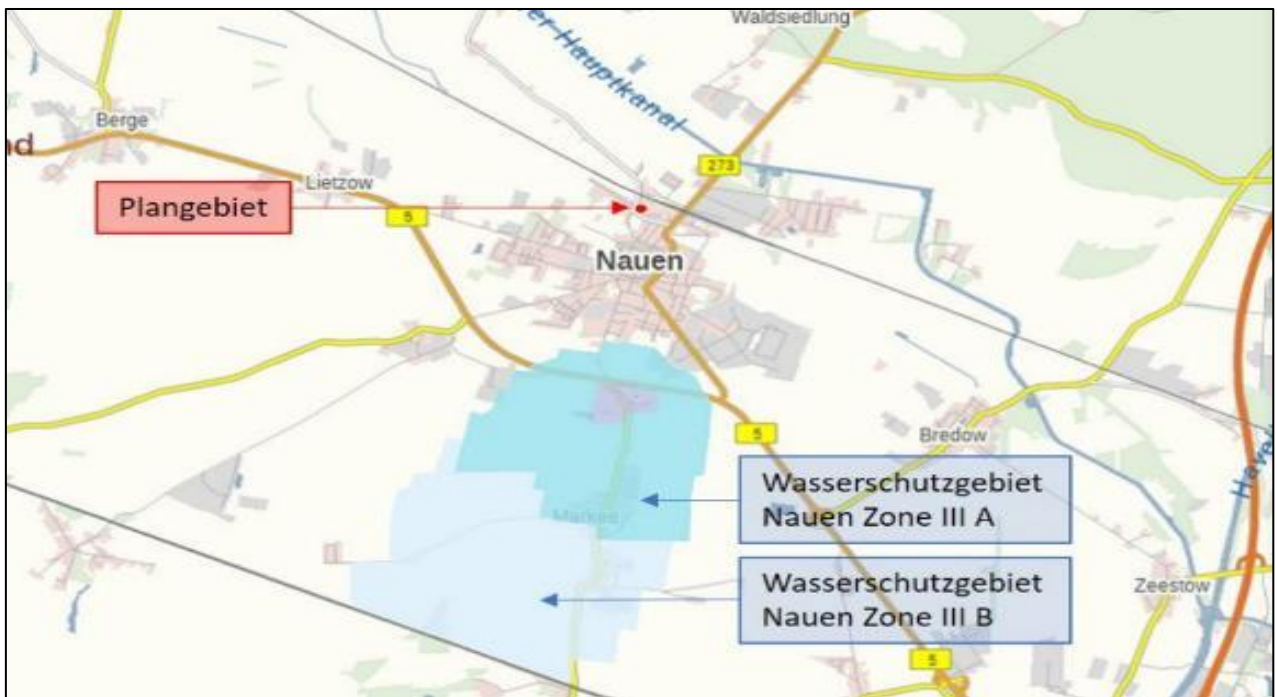 Waldsiedlung
er Hauptkanal
Berge
nd
273
Lietzow
Plangebiet
5
Nauen
5
Bredow
Wasserschutzgebiet
Nauen Zone III A
Markee
Wasserschutzgebiet
Nauen Zone III B
Zeestow
Havel
5